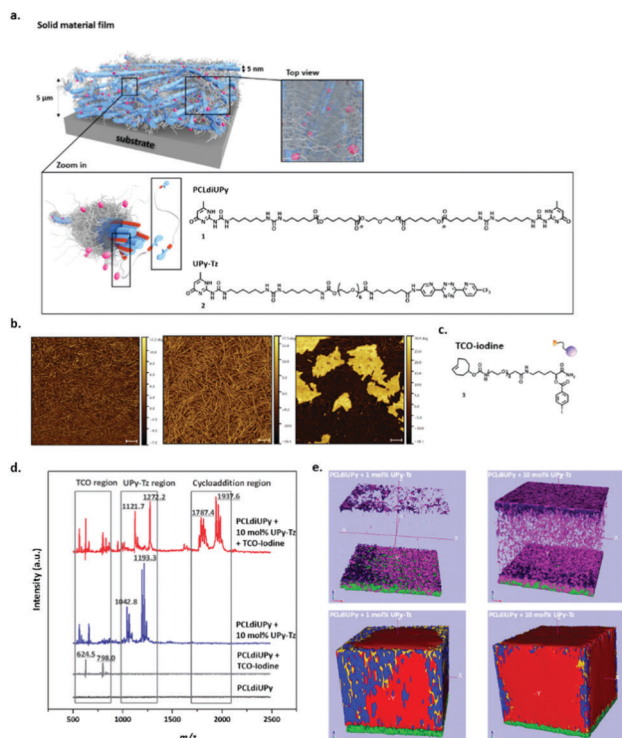 a.
Solid material film
5 nm
5 μm
Top view
substrate
Zoom in
PCLdiUPy
1
UPy-Tz
2
b.
c.
TCO-iodine
3
d.
TCO region
UPy-Tz region
Cycloaddition region
1937.6
1272.2
1121.7
1787.4
PCLdiUPy
+ 10 mol% UPy-Tz
+ TCO-Iodine
1193.3
1042.8
PCLdiUPy
+ 10 mol% UPy-Tz
624.5
798.0
PCLdiUPy +
TCO-Iodine
PCLdiUPy
Intensity (a.u.)
500
1000
1500
2000
2500
m/z
e.
PCLdiUPy + 1 mol% UPy-Tz
PCLdiUPy + 10 mol% UPy-Tz
PCLdiUPy + 1 mol% UPy-Tz
PCLdiUPy + 10 mol% UPy-Tz